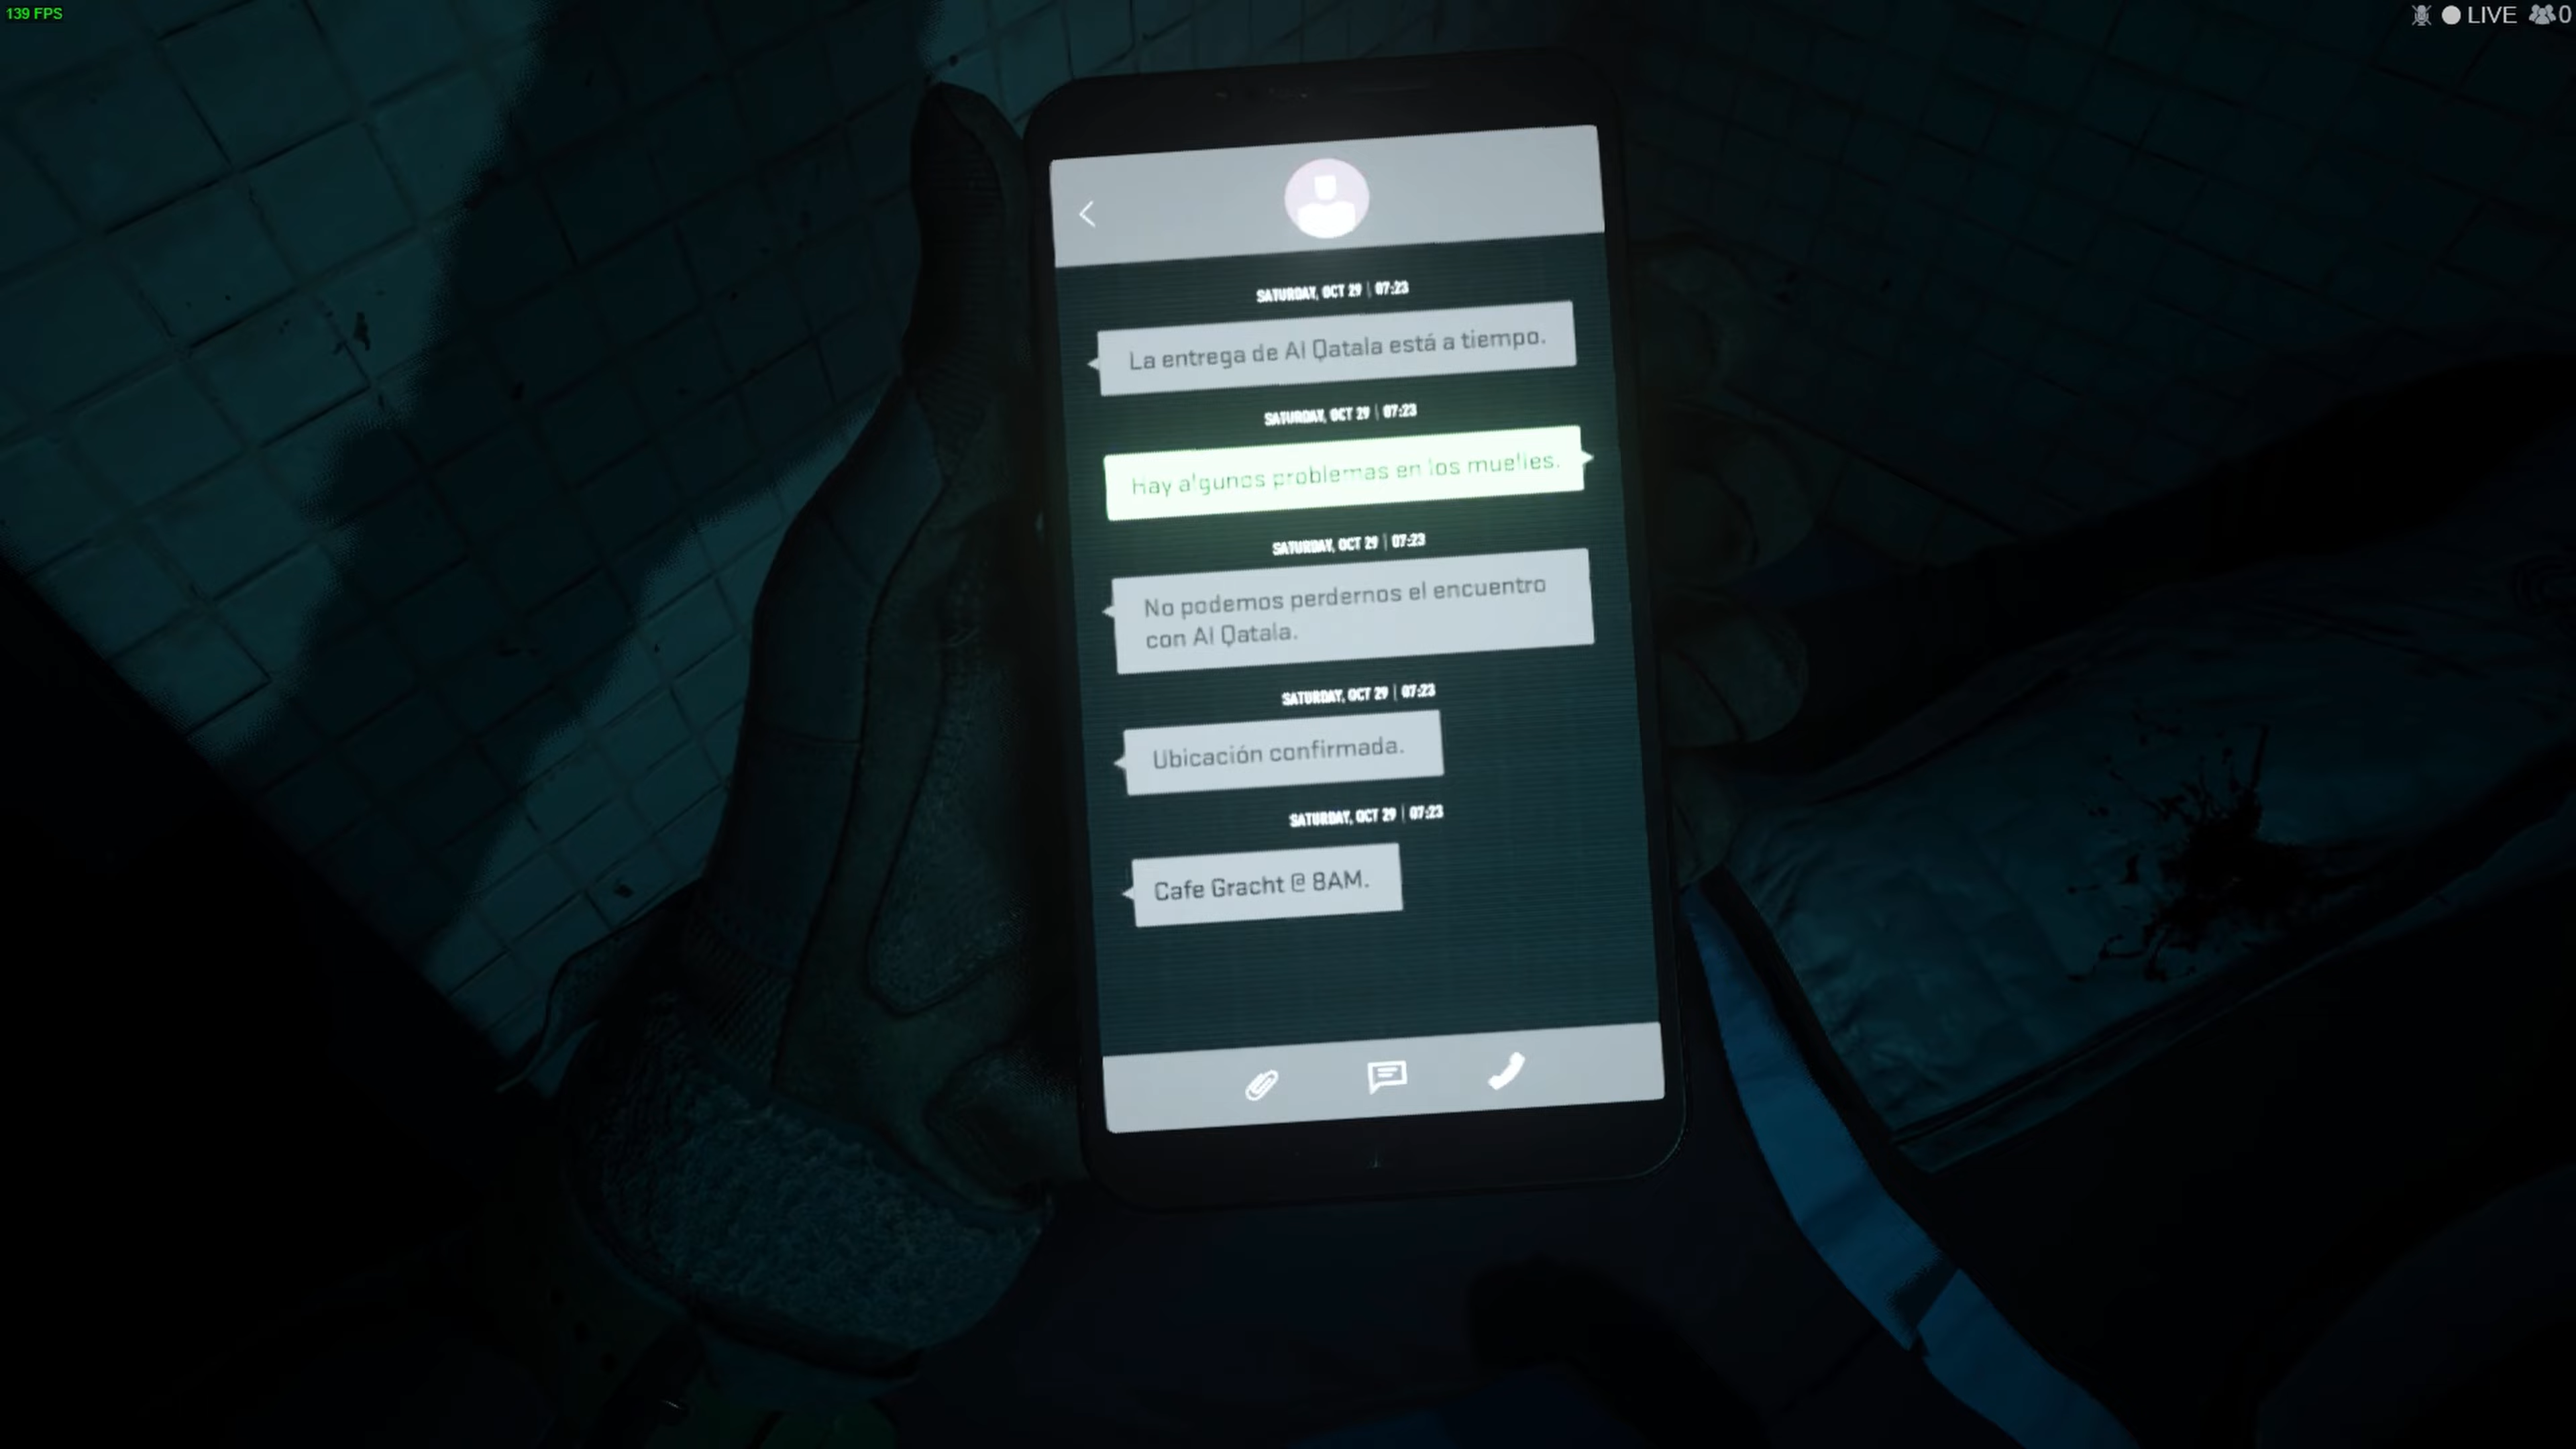 139 FPS
LIVE 0
SATURDAY, OCT 29 | 07:23
La entrega de Al Qatala está a tiempo.
SATURDAY, OCT 29 | 07:23
Hay algunos problemas en los muelles.
SATURDAY, OCT 29 | 07:23
No podemos perdernos el encuentro
con Al Qatala.
SATURDAY, OCT 29 | 07:23
Ubicación confirmada.
SATURDAY, OCT 29 | 07:23
Cafe Gracht @ 8AM.